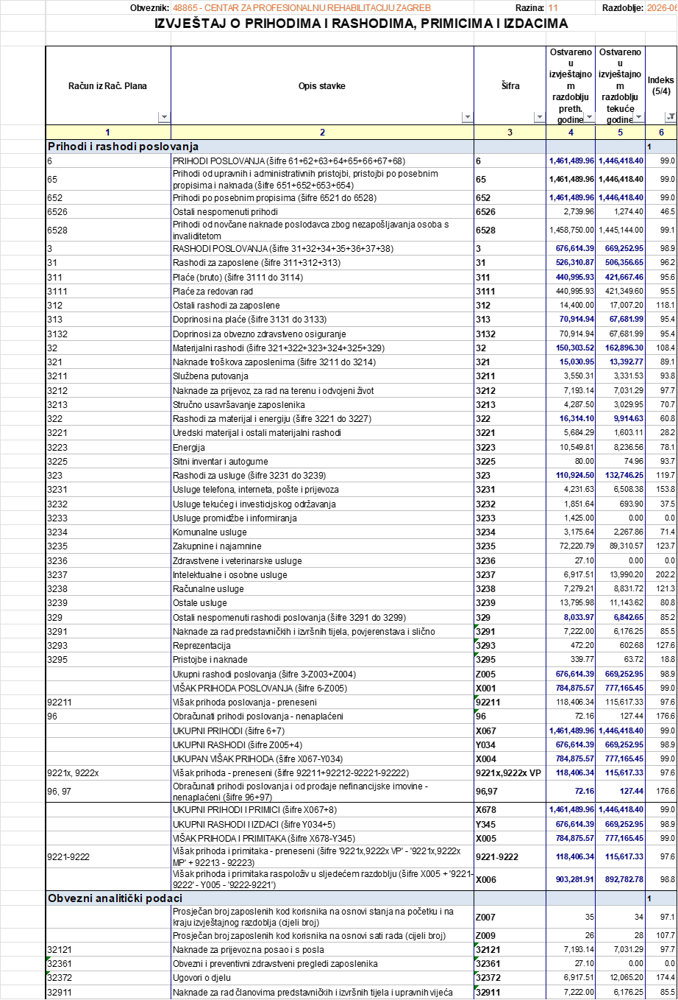 Obveznik: 48865 - CENTAR ZA PROFESIONALNU REHABILITACIJU ZAGREB Razina: 11 Razdoblje: 2026-06
IZVJEŠTAJ O PRIHODIMA I RASHODIMA, PRIMICIMA I IZDACIMA
Račun iz Rač. Plana Opis stavke Šifra Ostvareno u izvještajnom razdoblju preth. godine Ostvareno u izvještajnom razdoblju tekuće godine Indeks (5/4)
1 2 3 4 5 6
Prihodi i rashodi poslovanja 1
6 PRIHODI POSLOVANJA (šifre 61+62+63+64+65+66+67+68) 6 1,461,489.96 1,446,418.40 99.0
65 Prihodi od upravnih i administrativnih pristojbi, pristojbi po posebnim
propisima i naknada (šifre 651+652+653+654) 65 1,461,489.96 1,446,418.40 99.0
652 Prihodi po posebnim propisima (šifre 6521 do 6528) 652 1,461,489.96 1,446,418.40 99.0
6526 Ostali nespomenuti prihodi 6526 2,739.96 1,274.40 46.5
6528 Prihodi od novčane naknade poslodavca zbog nezapošljavanja osoba s
invaliditetom 6528 1,458,750.00 1,445,144.00 99.1
3 RASHODI POSLOVANJA (šifre 31+32+34+35+36+37+38) 3 676,614.39 669,252.95 98.9
31 Rashodi za zaposlene (šifre 311+312+313) 31 526,310.87 506,356.65 96.2
311 Plaće (bruto) (šifre 3111 do 3114) 311 440,995.93 421,667.46 95.6
3111 Plaće za redovan rad 3111 440,995.93 421,349.60 95.5
312 Ostali rashodi za zaposlene 312 14,400.00 17,007.20 118.1
313 Doprinosi na plaće (šifre 3131 do 3133) 313 70,914.94 67,681.99 95.4
3132 Doprinosi za obvezno zdravstveno osiguranje 3132 70,914.94 67,681.99 95.4
32 Materijalni rashodi (šifre 321+322+323+324+325+329) 32 150,303.52 162,896.30 108.4
321 Naknade troškova zaposlenima (šifre 3211 do 3214) 321 15,030.95 13,392.77 89.1
3211 Službena putovanja 3211 3,550.31 3,331.53 93.8
3212 Naknade za prijevoz, za rad na terenu i odvojeni život 3212 7,193.14 7,031.29 97.7
3213 Stručno usavršavanje zaposlenika 3213 4,287.50 3,029.95 70.7
322 Rashodi za materijal i energiju (šifre 3221 do 3227) 322 16,314.10 9,914.63 60.8
3221 Uredski materijal i ostali materijalni rashodi 3221 5,684.29 1,603.11 28.2
3223 Energija 3223 10,549.81 8,236.56 78.1
3225 Sitni inventar i autogume 3225 80.00 74.96 93.7
323 Rashodi za usluge (šifre 3231 do 3239) 323 110,924.50 132,746.25 119.7
3231 Usluge telefona, interneta, pošte i prijevoza 3231 4,231.63 6,508.38 153.8
3232 Usluge tekućeg i investicijskog održavanja 3232 1,851.64 693.90 37.5
3233 Usluge promidžbe i informiranja 3233 1,425.00 0.00 0.0
3234 Komunalne usluge 3234 3,175.64 2,267.86 71.4
3235 Zakupnine i najamnine 3235 72,220.79 89,310.57 123.7
3236 Zdravstvene i veterinarske usluge 3236 27.10 0.00 0.0
3237 Intelektualne i osobne usluge 3237 6,917.51 13,990.20 202.2
3238 Računalne usluge 3238 7,279.21 8,831.72 121.3
3239 Ostale usluge 3239 13,795.98 11,143.62 80.8
329 Ostali nespomenuti rashodi poslovanja (šifre 3291 do 3299) 329 8,033.97 6,842.65 85.2
3291 Naknade za rad predstavničkih i izvršnih tijela, povjerenstava i slično 3291 7,222.00 6,176.25 85.5
3293 Reprezentacija 3293 472.20 602.68 127.6
3295 Pristojbe i naknade 3295 339.77 63.72 18.8
Ukupni rashodi poslovanja (šifre 3-Z003+Z004) Z005 676,614.39 669,252.95 98.9
VIŠAK PRIHODA POSLOVANJA (šifre 6-Z005) X001 784,875.57 777,165.45 99.0
92211 Višak prihoda poslovanja - preneseni 92211 118,406.34 115,617.33 97.6
96 Obračunati prihodi poslovanja - nenaplaćeni 96 72.16 127.44 176.6
UKUPNI PRIHODI (šifre 6+7) X067 1,461,489.96 1,446,418.40 99.0
UKUPNI RASHODI (šifre Z005+4) Y034 676,614.39 669,252.95 98.9
UKUPAN VIŠAK PRIHODA (šifre X067-Y034) X004 784,875.57 777,165.45 99.0
9221x, 9222x Višak prihoda - preneseni (šifre 92211+92212-92221-92222) 9221x,9222x VP 118,406.34 115,617.33 97.6
96, 97 Obračunati prihodi poslovanja i od prodaje nefinancijske imovine -
nenaplaćeni (šifre 96+97) 96,97 72.16 127.44 176.6
UKUPNI PRIHODI I PRIMICI (šifre X067+8) X678 1,461,489.96 1,446,418.40 99.0
UKUPNI RASHODI I IZDACI (šifre Y034+5) Y345 676,614.39 669,252.95 98.9
VIŠAK PRIHODA I PRIMITAKA (šifre X678-Y345) X005 784,875.57 777,165.45 99.0
9221-9222 Višak prihoda i primitaka - preneseni (šifre '9221x,9222x VP' - '9221x,9222x
MP' + 92213 - 92223) 9221-9222 118,406.34 115,617.33 97.6
Višak prihoda i primitaka raspoloživ u sljedećem razdoblju (šifre X005 + '9221-
9222' - Y005 - '9222-9221') X006 903,281.91 892,782.78 98.8
Obvezni analitički podaci 1
Prosječan broj zaposlenih kod korisnika na osnovi stanja na početku i na
kraju izvještajnog razdoblja (cijeli broj) Z007 35 34 97.1
Prosječan broj zaposlenih kod korisnika na osnovi sati rada (cijeli broj) Z009 26 28 107.7
32121 Naknade za prijevoz na posao i s posla 32121 7,193.14 7,031.29 97.7
32361 Obvezni i preventivni zdravstveni pregledi zaposlenika 32361 27.10 0.00 0.0
32372 Ugovori o djelu 32372 6,917.51 12,065.20 174.4
32911 Naknade za rad članovima predstavničkih i izvršnih tijela i upravnih vijeća 32911 7,222.00 6,176.25 85.5